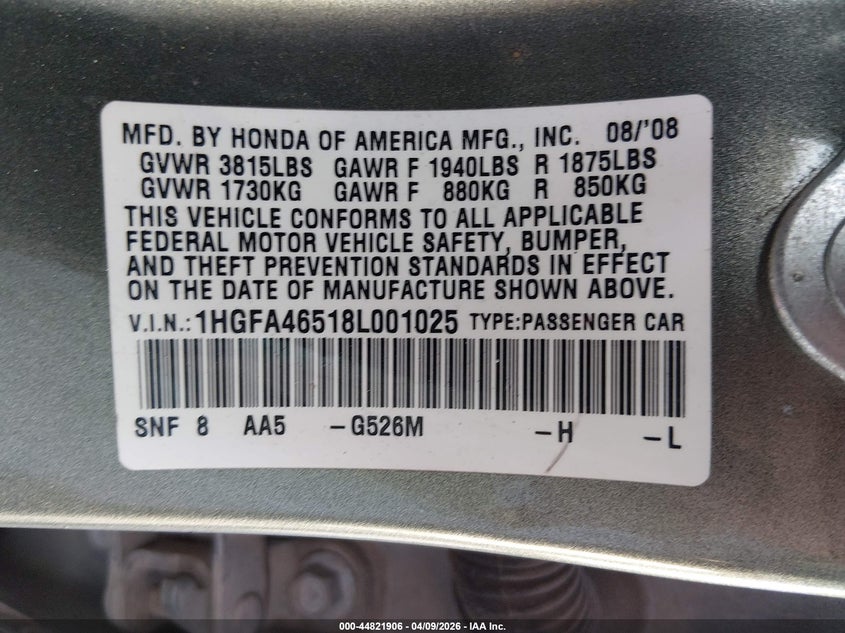 MFD. BY HONDA OF AMERICA MFG., INC. 08/'08
GVWR 3815LBS GAWR F 1940LBS R 1875LBS
GVWR 1730KG GAWR F 880KG R 850KG
THIS VEHICLE CONFORMS TO ALL APPLICABLE
FEDERAL MOTOR VEHICLE SAFETY, BUMPER,
AND THEFT PREVENTION STANDARDS IN EFFECT
ON THE DATE OF MANUFACTURE SHOWN ABOVE.
V.I.N.: 1HGFA46518L001025 TYPE:PASSENGER CAR
SNF 8 AA5 -G526M -H -L
000-44821906 - 04/09/2026 - IAA Inc.